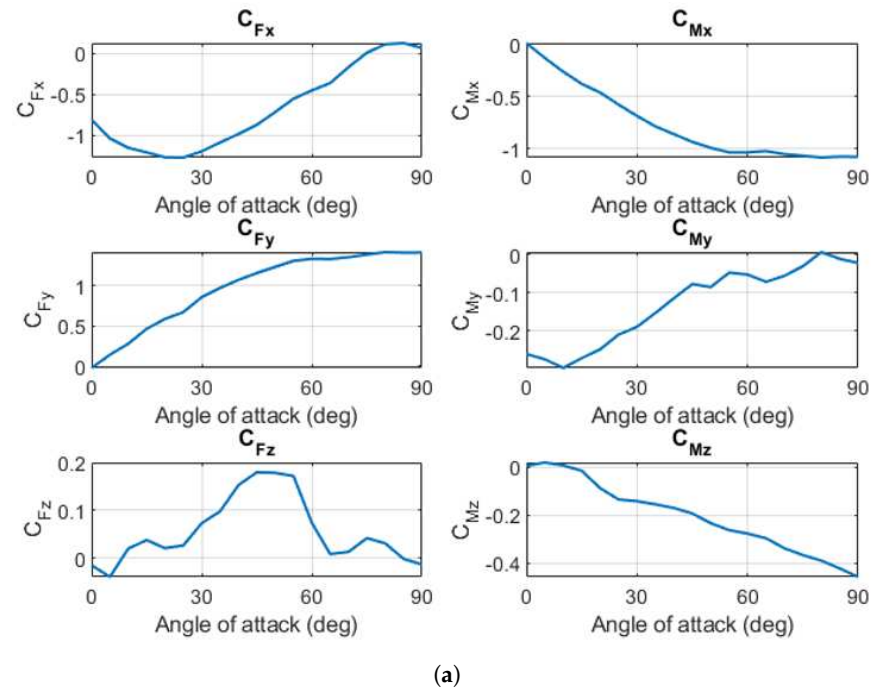 C_Fx
C_Fx
0
-0.5
-1
0 30 60 90
Angle of attack (deg)
C_Mx
C_Mx
0
-0.5
-1
0 30 60 90
Angle of attack (deg)
C_Fy
C_Fy
1
0.5
0
0 30 60 90
Angle of attack (deg)
C_My
C_My
0
-0.1
-0.2
0 30 60 90
Angle of attack (deg)
C_Fz
C_Fz
0.2
0.1
0
0 30 60 90
Angle of attack (deg)
C_Mz
C_Mz
0
-0.2
-0.4
0 30 60 90
Angle of attack (deg)
(a)